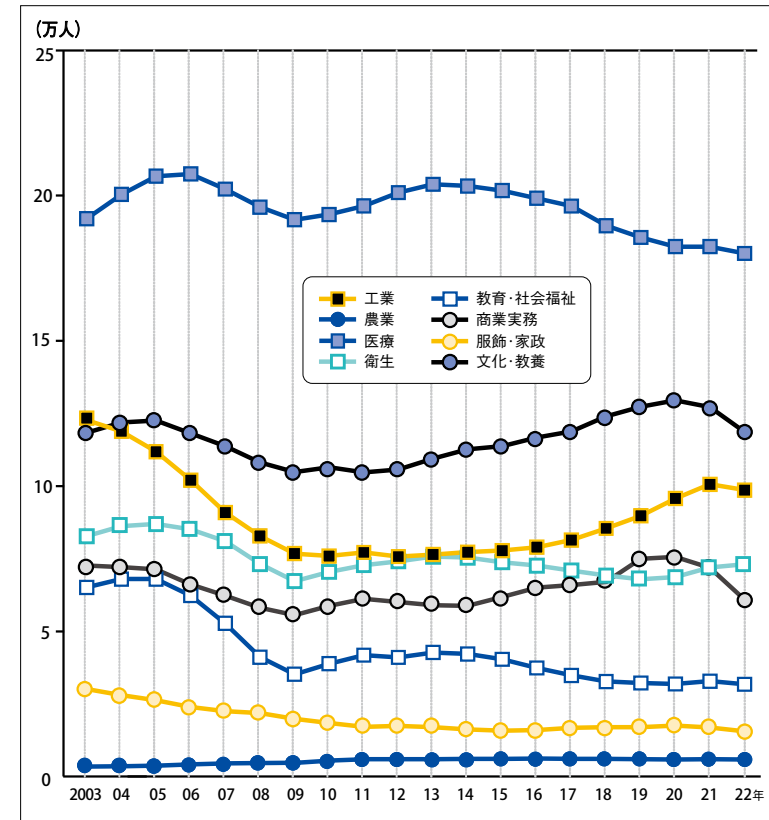 (万人)
25
20
15
10
5
0
工業
農業
医療
衛生
教育・社会福祉
商業実務
服飾・家政
文化・教養
2003 04 05 06 07 08 09 10 11 12 13 14 15 16 17 18 19 20 21 22年